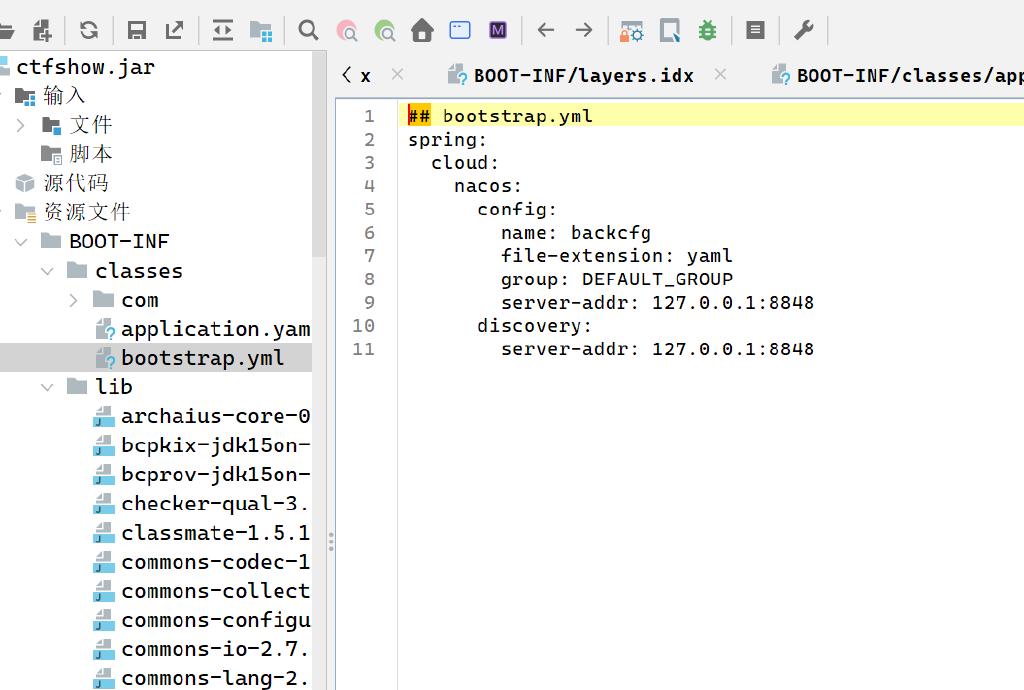 ctfshow.jar
输入
文件
脚本
源代码
资源文件
BOOT-INF
classes
com
application.yam
bootstrap.yml
lib
archaius-core-0
bcpkix-jdk15on-
bcprov-jdk15on-
checker-qual-3.
classmate-1.5.1
commons-codec-1
commons-collect
commons-configu
commons-io-2.7.
commons-lang-2.
x
BOOT-INF/layers.idx
BOOT-INF/classes/app
1 ## bootstrap.yml
2 spring:
3 cloud:
4 nacos:
5 config:
6 name: backcfg
7 file-extension: yaml
8 group: DEFAULT_GROUP
9 server-addr: 127.0.0.1:8848
10 discovery:
11 server-addr: 127.0.0.1:8848